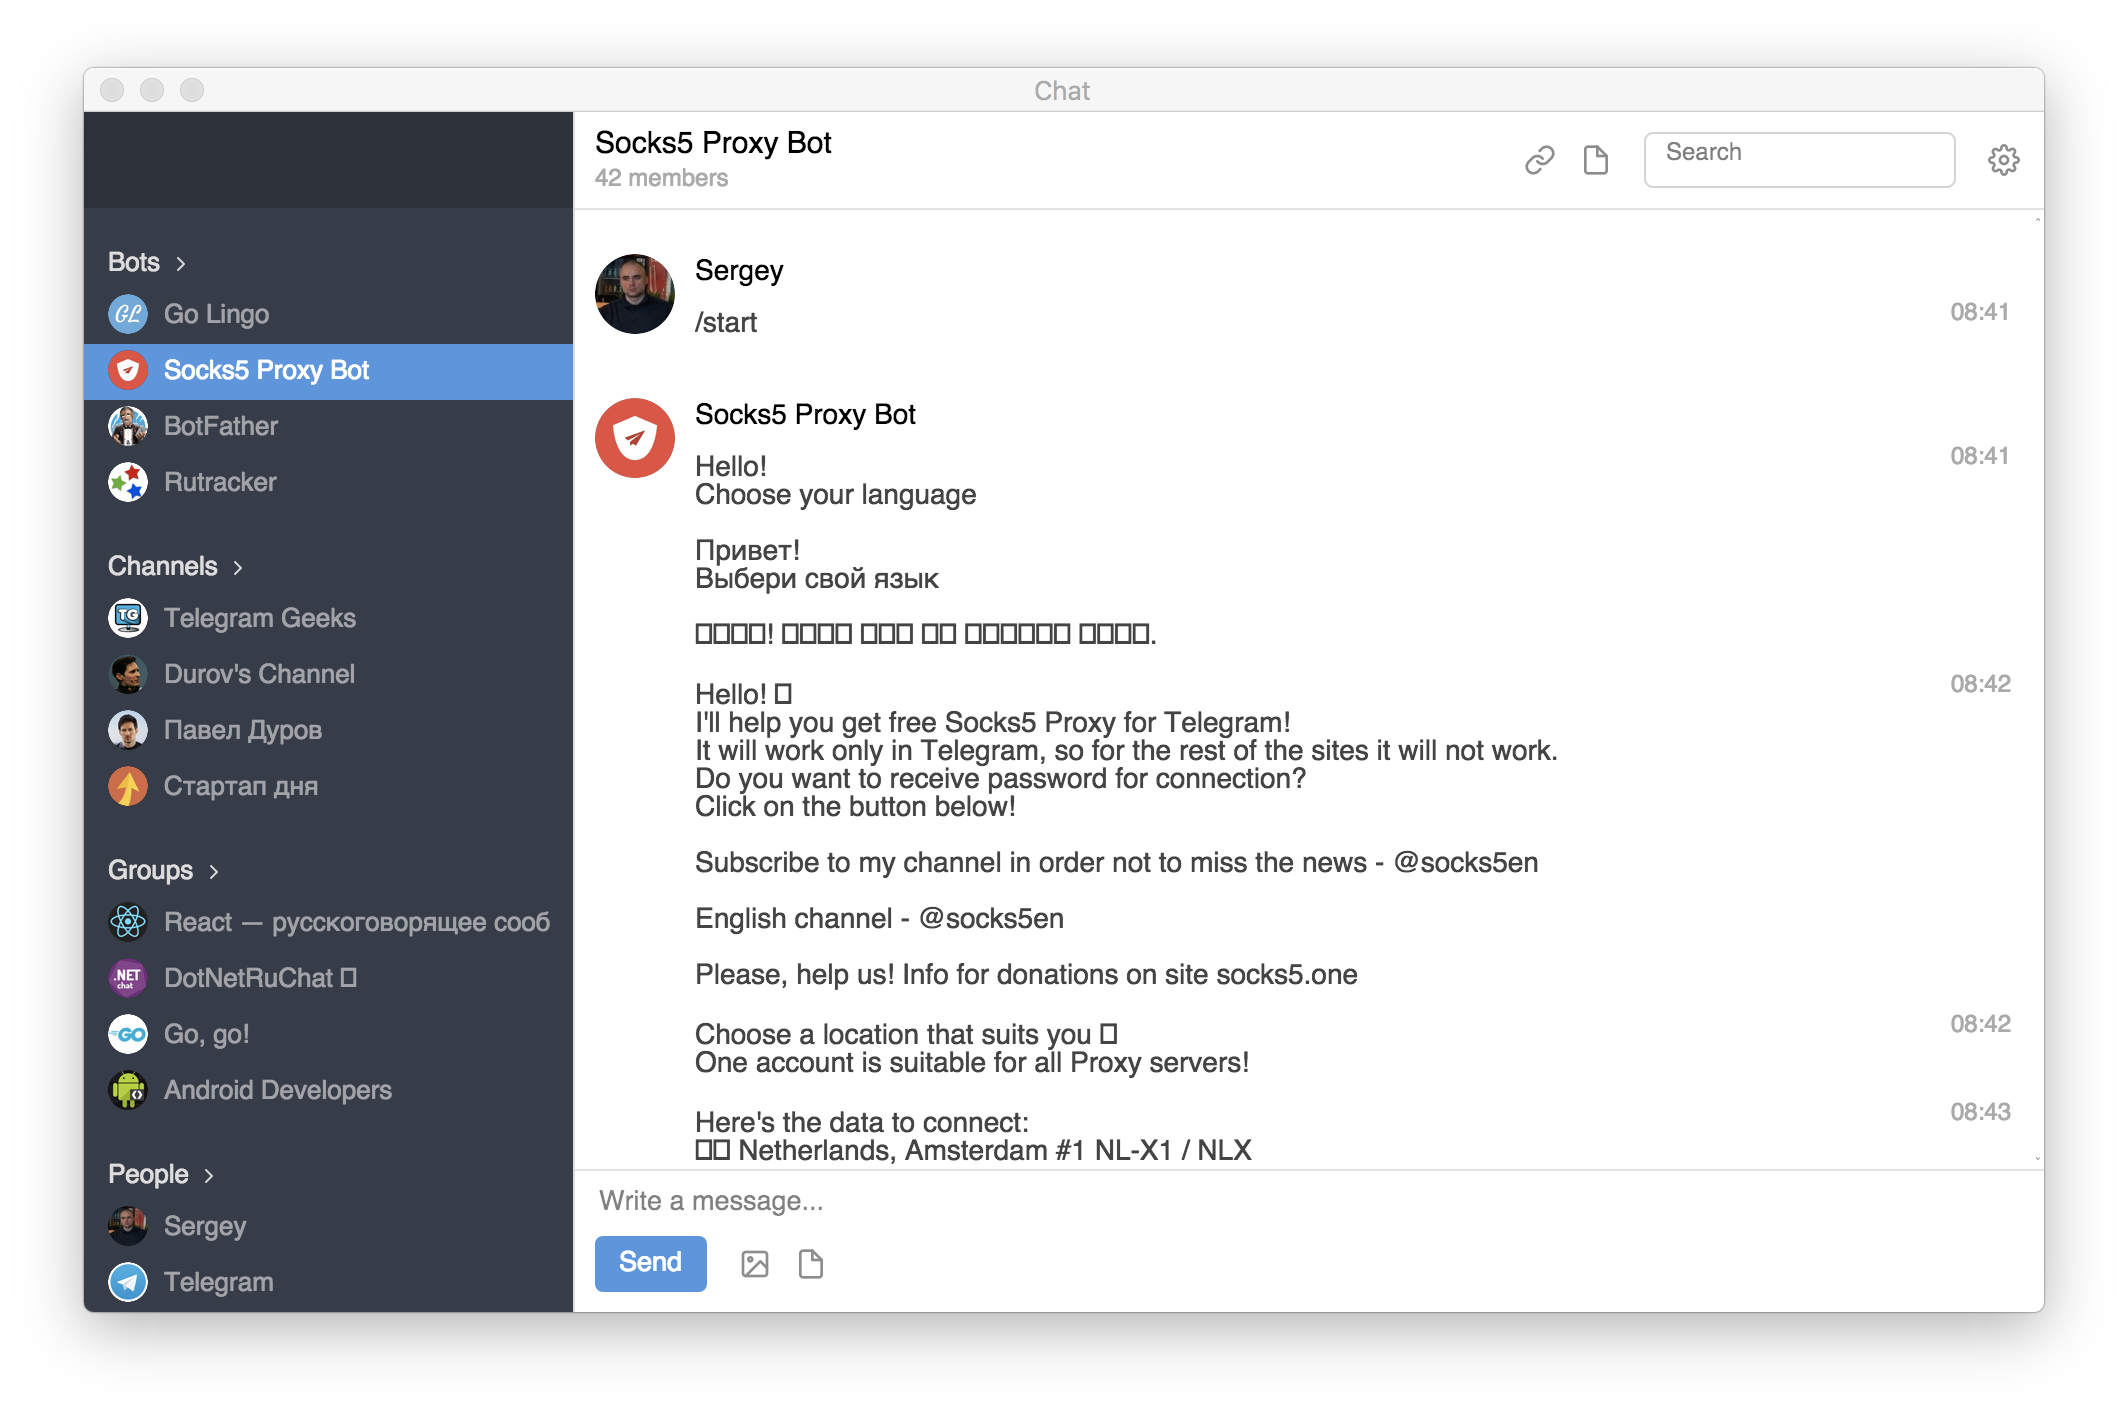 Chat
Bots
Go Lingo
Socks5 Proxy Bot
BotFather
Rutracker
Channels
TG
Telegram Geeks
Durov's Channel
Павел Дуров
Стартап дня
Groups
React — русскоговорящее сооб
.NET
chat
DotNetRuChat
GO
Go, go!
Android Developers
People
Sergey
Telegram
Socks5 Proxy Bot
42 members
Search
Sergey
/start
08:41
Socks5 Proxy Bot
Hello!
08:41
Choose your language
Привет!
Выбери свой язык
Hello!
08:42
I'll help you get free Socks5 Proxy for Telegram!
It will work only in Telegram, so for the rest of the sites it will not work.
Do you want to receive password for connection?
Click on the button below!
Subscribe to my channel in order not to miss the news - @socks5en
English channel - @socks5en
Please, help us! Info for donations on site socks5.one
Choose a location that suits you
08:42
One account is suitable for all Proxy servers!
Here's the data to connect:
08:43
Netherlands, Amsterdam #1 NL-X1 / NLX
Write a message...
Send